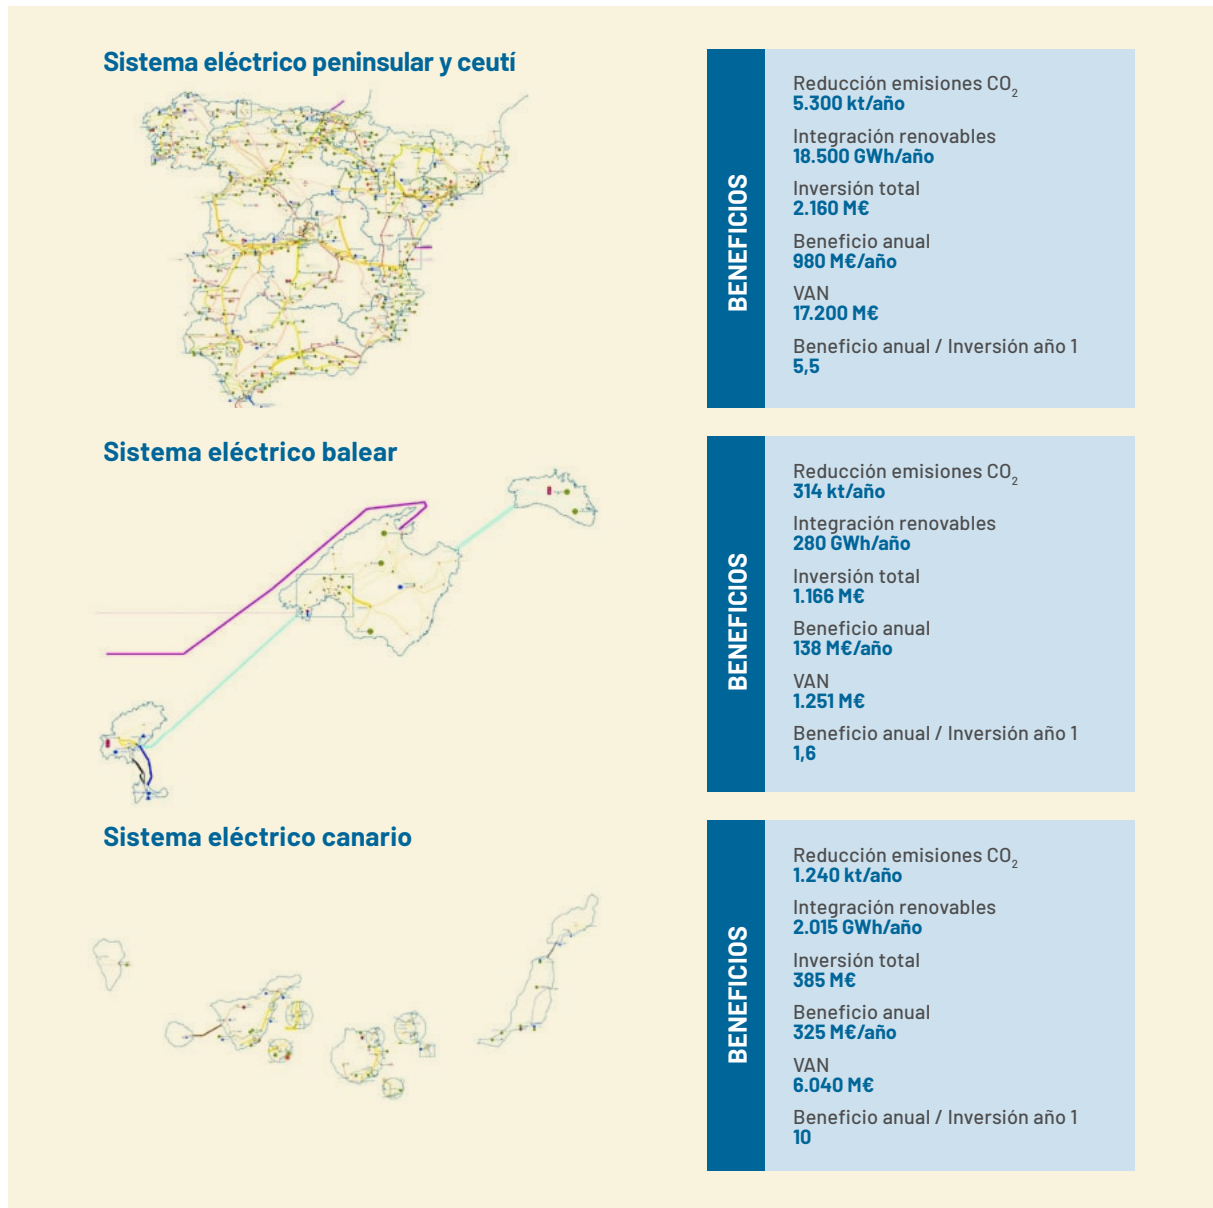 Sistema eléctrico peninsular y ceutí
BENEFICIOS
Reducción emisiones CO₂
5.300 kt/año
Integración renovables
18.500 GWh/año
Inversión total
2.160 M€
Beneficio anual
980 M€/año
VAN
17.200 M€
Beneficio anual / Inversión año 1
5,5
Sistema eléctrico balear
BENEFICIOS
Reducción emisiones CO₂
314 kt/año
Integración renovables
280 GWh/año
Inversión total
1.166 M€
Beneficio anual
138 M€/año
VAN
1.251 M€
Beneficio anual / Inversión año 1
1,6
Sistema eléctrico canario
BENEFICIOS
Reducción emisiones CO₂
1.240 kt/año
Integración renovables
2.015 GWh/año
Inversión total
385 M€
Beneficio anual
325 M€/año
VAN
6.040 M€
Beneficio anual / Inversión año 1
10